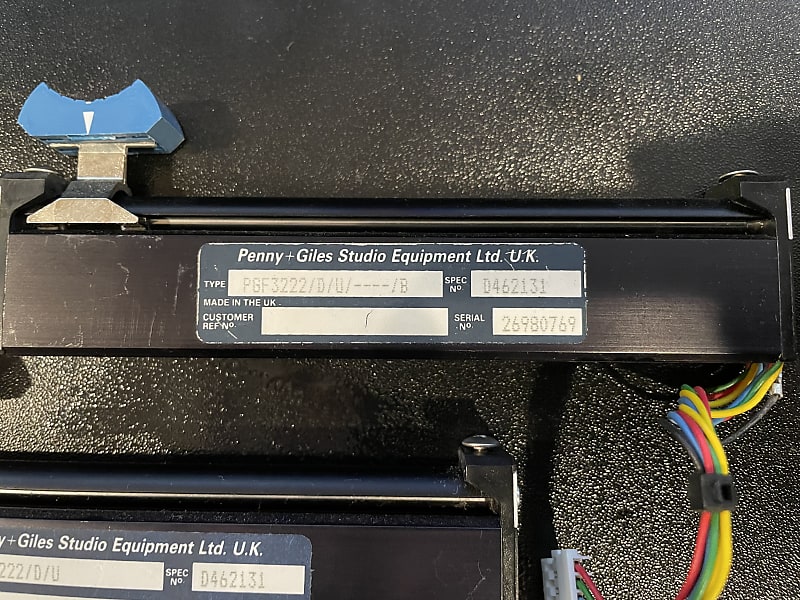 Penny+Giles Studio Equipment Ltd. U.K.
TYPE PGF3222/D/U/----/B SPEC No. D462131
MADE IN THE UK.
CUSTOMER REF No. / SERIAL No. 26980769
y+Giles Studio Equipment Ltd. U.K.
222/D/U SPEC No. D462131